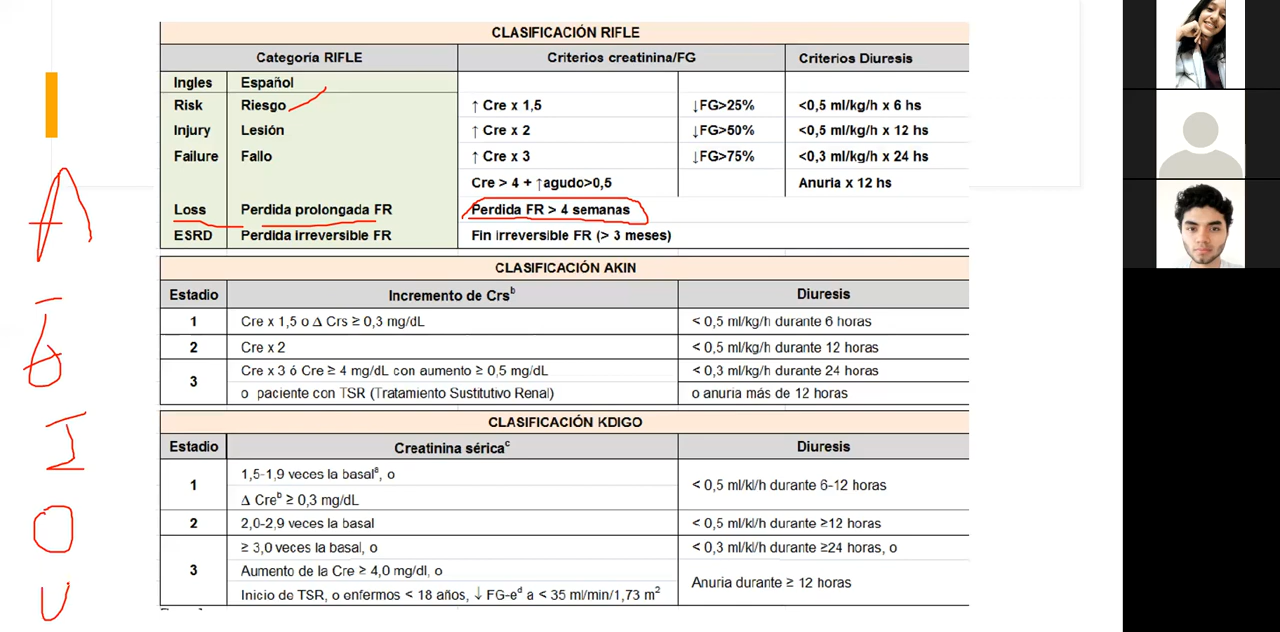 CLASIFICACIÓN RIFLE
Categoría RIFLE Criterios creatinina/FG Criterios Diuresis
Ingles Español
Risk Riesgo ↑ Cre x 1,5 ↓FG>25% <0,5 ml/kg/h x 6 hs
Injury Lesión ↑ Cre x 2 ↓FG>50% <0,5 ml/kg/h x 12 hs
Failure Fallo ↑ Cre x 3 ↓FG>75% <0.3 ml/kg/h x 24 hs
Cre > 4 + ↑agudo>0,5 Anuria x 12 hs
Loss Perdida prolongada FR Perdida FR > 4 semanas
ESRD Perdida irreversible FR Fin irreversible FR (> 3 meses)
CLASIFICACIÓN AKIN
Estadio Incremento de Crsᵇ Diuresis
1 Cre x 1,5 o Δ Crs ≥ 0,3 mg/dL < 0,5 ml/kg/h durante 6 horas
2 Cre x 2 < 0,5 ml/kg/h durante 12 horas
3 Cre x 3 ó Cre ≥ 4 mg/dL con aumento ≥ 0,5 mg/dL < 0,3 ml/kg/h durante 24 horas
o paciente con TSR (Tratamiento Sustitutivo Renal) o anuria más de 12 horas
CLASIFICACIÓN KDIGO
Estadio Creatinina séricaᶜ Diuresis
1 1,5-1,9 veces la basalᵃ, o < 0,5 ml/kl/h durante 6-12 horas
Δ Creᵇ ≥ 0,3 mg/dL
2 2,0-2,9 veces la basal < 0,5 ml/kl/h durante ≥12 horas
3 ≥ 3,0 veces la basal, o < 0,3 ml/kl/h durante ≥24 horas, o
Aumento de la Cre ≥ 4,0 mg/dl, o Anuria durante ≥ 12 horas
Inicio de TSR, o enfermos < 18 años, ↓ FG-eᵈ a < 35 ml/min/1,73 m²
A
I
O
U